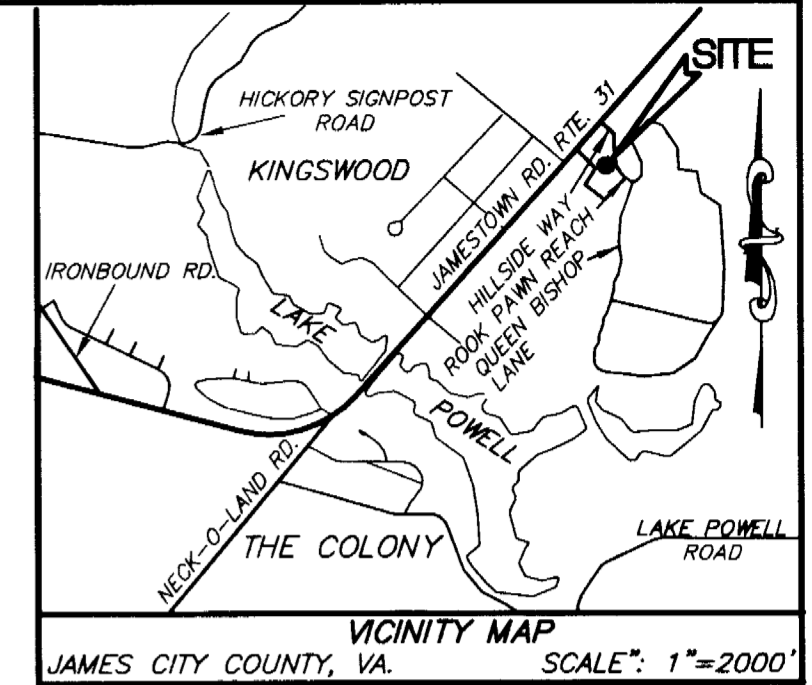 SITE
HICKORY SIGNPOST
ROAD
KINGSWOOD
JAMESTOWN RD. RTE. 31
HILLSIDE WAY
ROOK PAWN REACH
QUEEN BISHOP
LANE
IRONBOUND RD.
LAKE
POWELL
NECK-O-LAND RD.
THE COLONY
LAKE POWELL
ROAD
VICINITY MAP
JAMES CITY COUNTY, VA.
SCALE": 1"=2000'